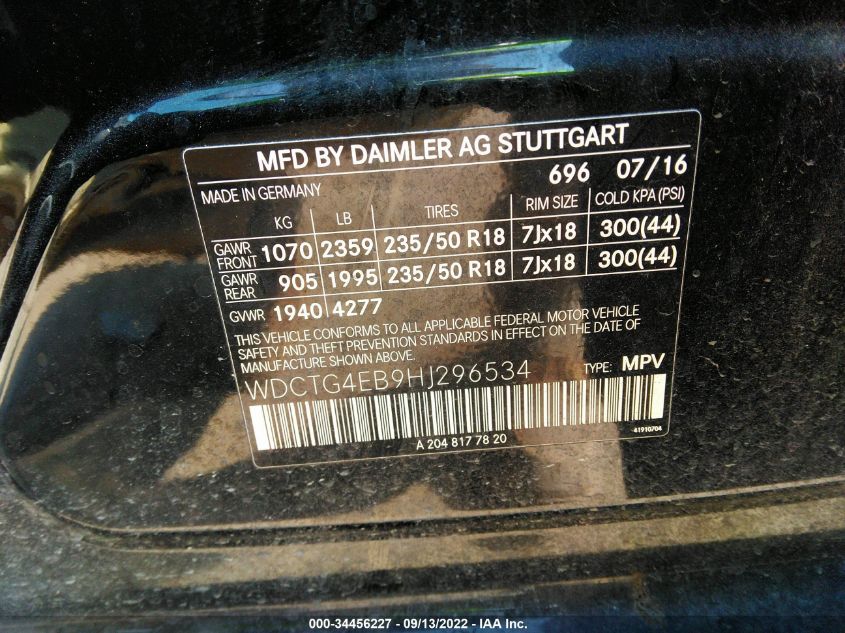 MFD BY DAIMLER AG STUTTGART
696 07/16
MADE IN GERMANY
KG LB TIRES RIM SIZE COLD KPA (PSI)
GAWR FRONT 1070 2359 235/50 R18 7Jx18 300(44)
GAWR REAR 905 1995 235/50 R18 7Jx18 300(44)
GVWR 1940 4277
THIS VEHICLE CONFORMS TO ALL APPLICABLE FEDERAL MOTOR VEHICLE
SAFETY AND THEFT PREVENTION STANDARDS IN EFFECT ON THE DATE OF
MANUFACTURE SHOWN ABOVE.
TYPE: MPV
WDCTG4EB9HJ296534
A 204 817 78 20
41910704
000-34456227 - 09/13/2022 - IAA Inc.